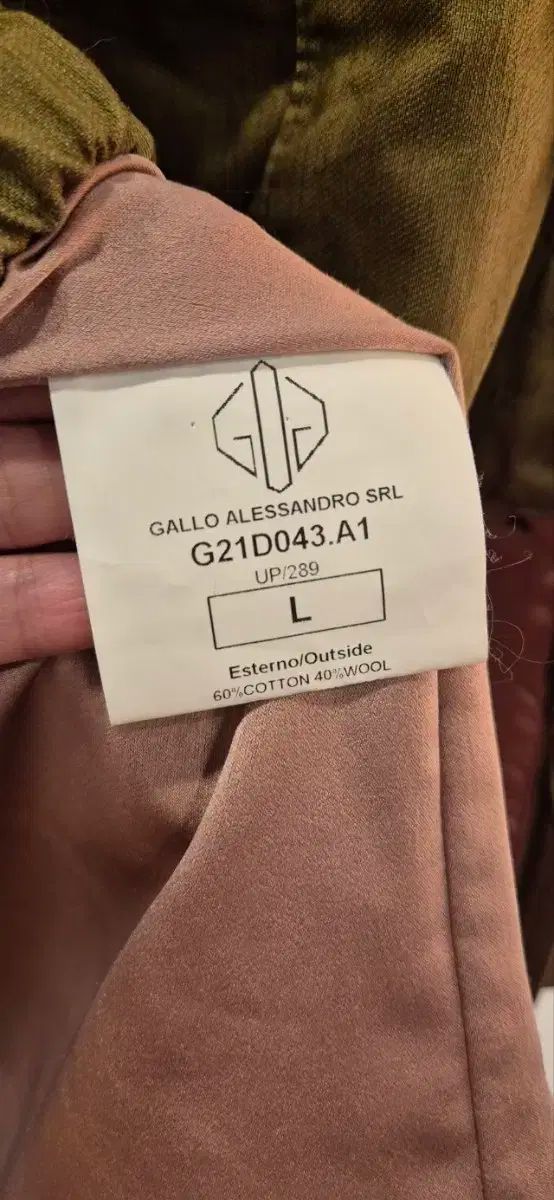 GALLO ALESSANDRO SRL
G21D043.A1
UP/289
L
Esterno/Outside
60%COTTON 40%WOOL